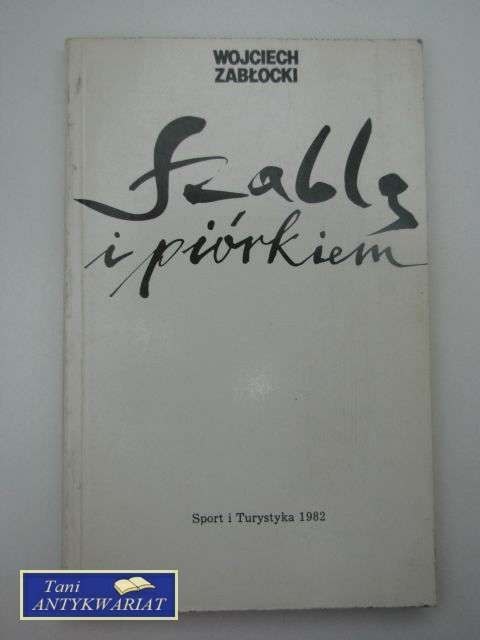 WOJCIECH
ZABŁOCKI
Szablą
i piórkiem
Sport i Turystyka 1982
Tani
ANTYKWARIAT